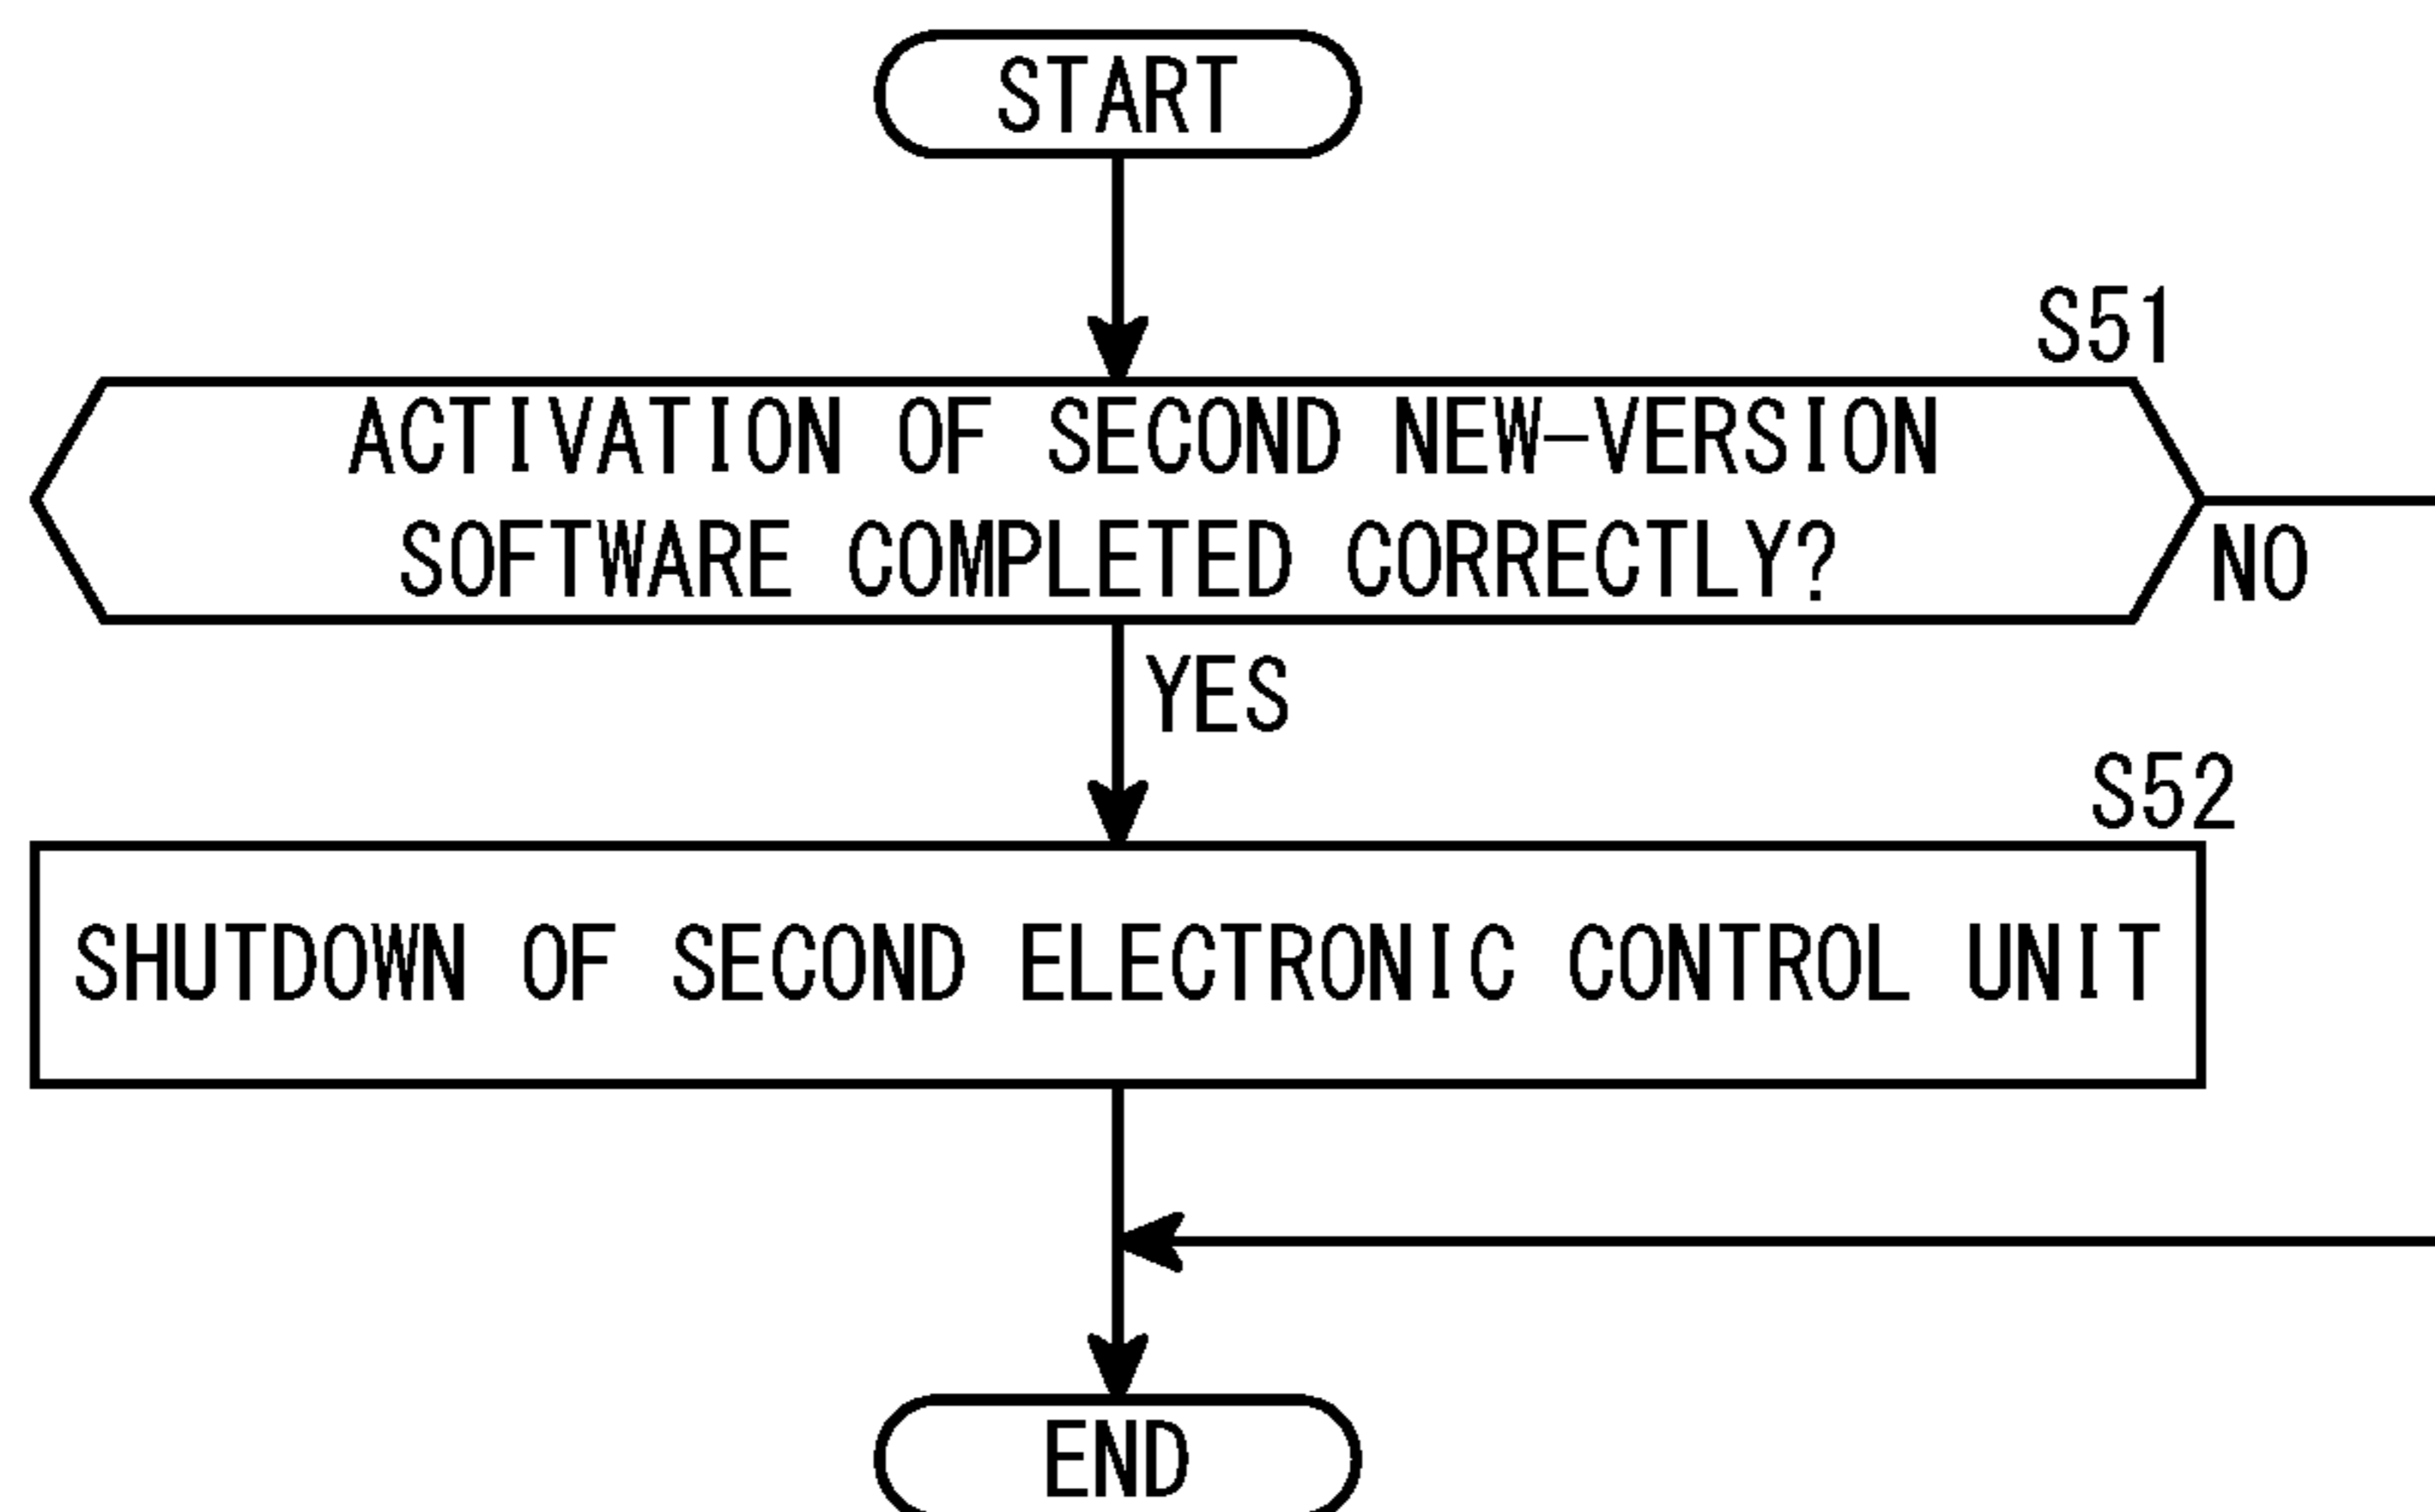 START
S51
ACTIVATION OF SECOND NEW-VERSION
SOFTWARE COMPLETED CORRECTLY?
NO
YES
S52
SHUTDOWN OF SECOND ELECTRONIC CONTROL UNIT
END